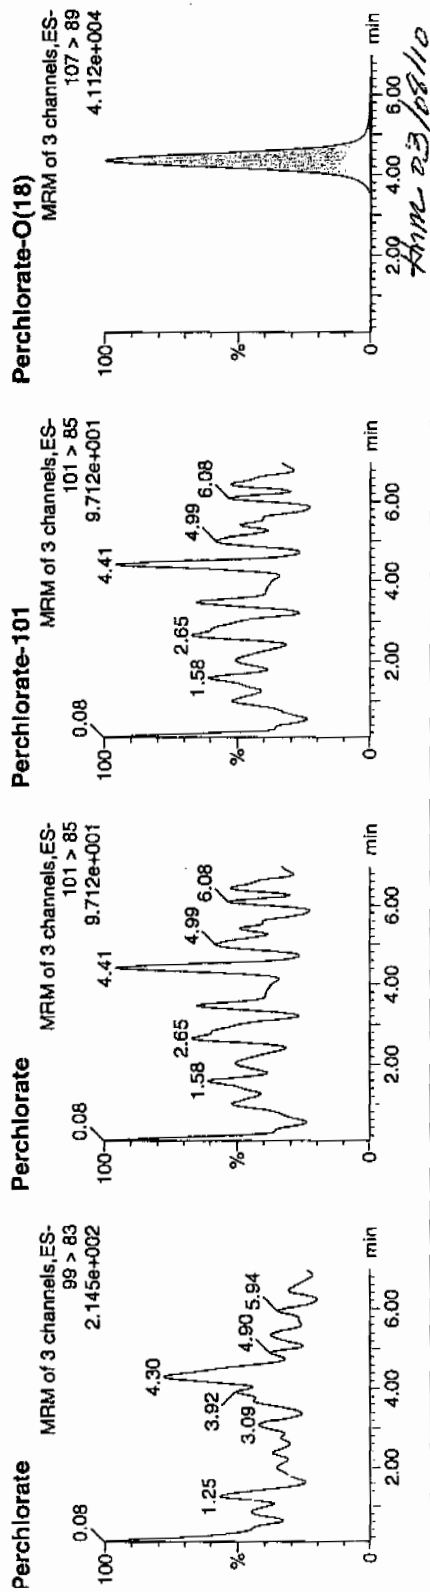 Perchlorate
MRM of 3 channels,ES-
99 > 83
2.145e+002
0.08
100
4.30
1.25
3.92
3.09
4.90
5.94
%
0
2.00
4.00
6.00
min
Perchlorate
MRM of 3 channels,ES-
101 > 85
9.712e+001
0.08
100
4.41
1.58
2.65
4.99
6.08
%
0
2.00
4.00
6.00
min
Perchlorate-101
MRM of 3 channels,ES-
101 > 85
9.712e+001
0.08
100
4.41
1.58
2.65
4.99
6.08
%
0
2.00
4.00
6.00
min
Perchlorate-O(18)
MRM of 3 channels,ES-
107 > 89
4.112e+004
100
%
0
2.00
4.00
6.00
min
03/08/10